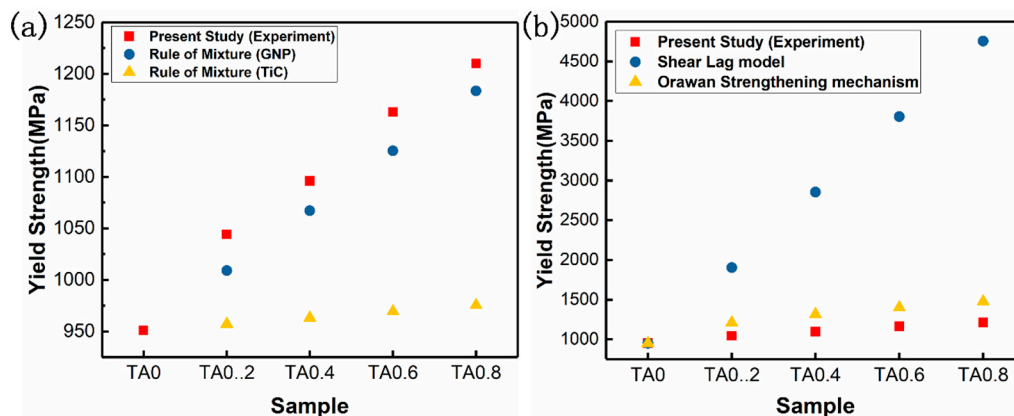 (a)
Yield Strength(MPa)
1250
1200
1150
1100
1050
1000
950
Present Study (Experiment)
Rule of Mixture (GNP)
Rule of Mixture (TiC)
TA0 TA0..2 TA0.4 TA0.6 TA0.8
Sample
(b)
Yield Strength(MPa)
5000
4500
4000
3500
3000
2500
2000
1500
1000
Present Study (Experiment)
Shear Lag model
Orawan Strengthening mechanism
TA0 TA0..2 TA0.4 TA0.6 TA0.8
Sample